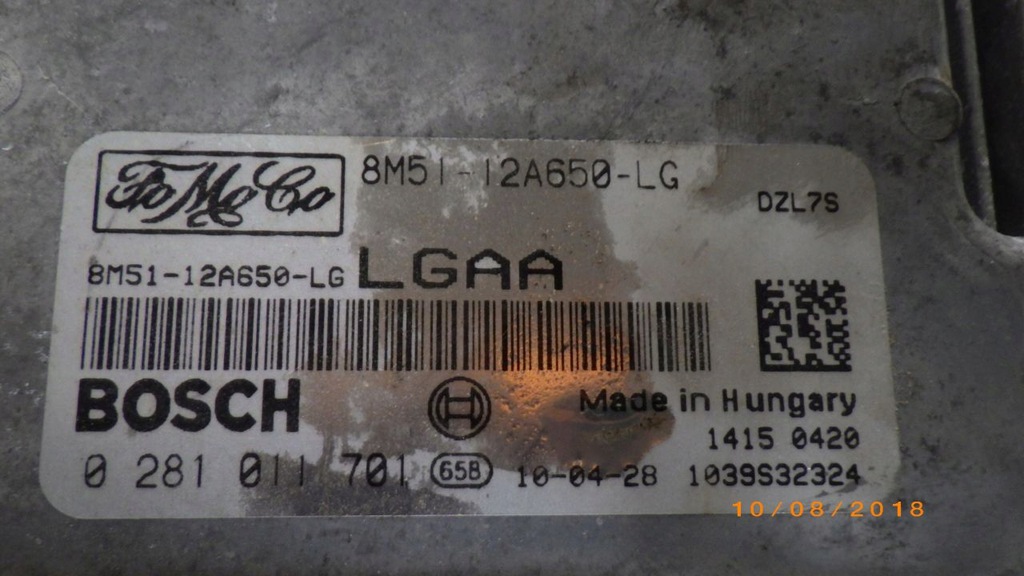 FoMoCo
8M51-12A650-LG
DZL7S
8M51-12A650-LG LGAA
BOSCH
Made in Hungary
1415 0420
0 281 011 701 65B 10-04-28 1039S32324
10/08/2018